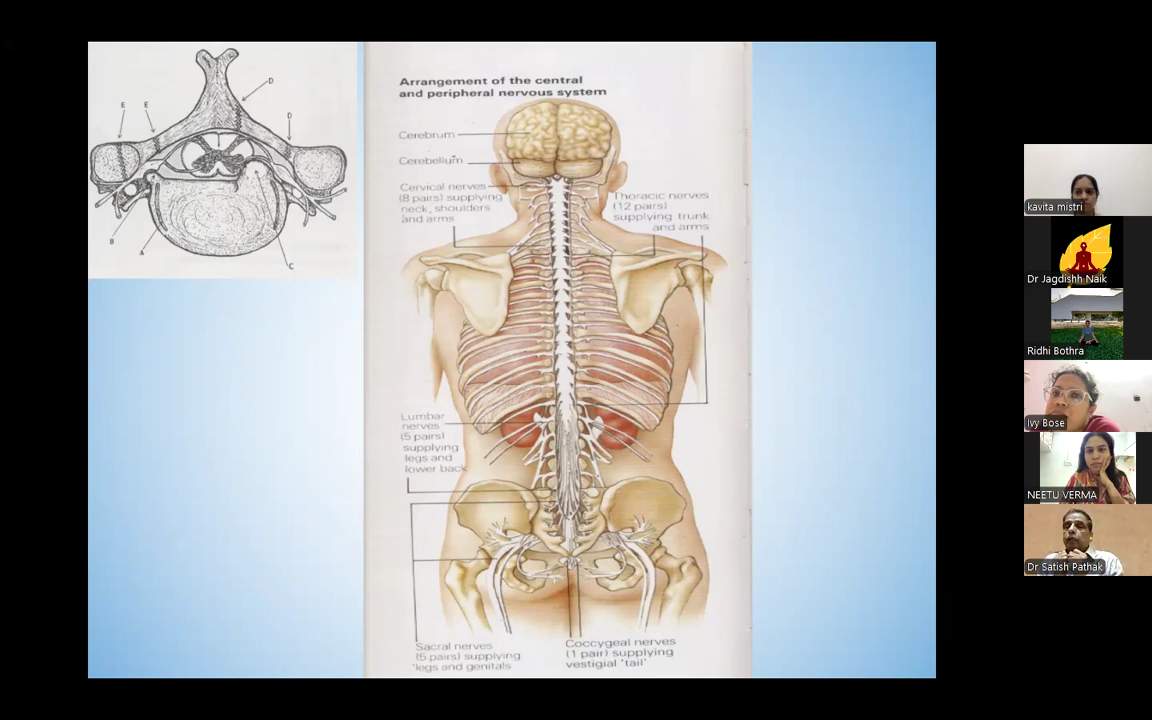 E
E
D
D
B
A
C
Arrangement of the central
and peripheral nervous system
Cerebrum
Cerebellum
Cervical nerves
(8 pairs) supplying
neck, shoulders
and arms
Thoracic nerves
(12 pairs)
supplying trunk
and arms
Lumbar
nerves
(5 pairs)
supplying
legs and
lower back
Sacral nerves
(5 pairs) supplying
'legs and genitals
Coccygeal nerves
(1 pair) supplying
vestigial 'tail'
kavita mistri
Dr Jagdishh Naik
Ridhi Bothra
Ivy Bose
NEETU VERMA
Dr Satish Pathak